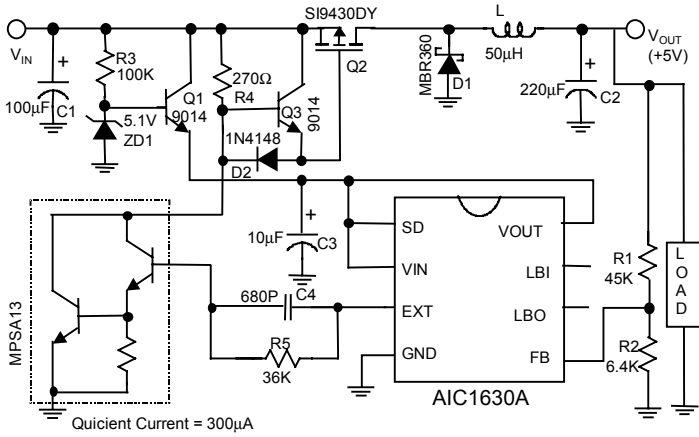 SI9430DY
L
V_IN
V_OUT
(+5V)
R3
100K
270Ω
R4
Q2
MBR360
50μH
D1
220μF
C2
100μF
C1
5.1V
ZD1
Q1
9014
Q3
9014
1N4148
D2
10μF
C3
SD
VOUT
VIN
LBI
EXT
LBO
GND
FB
AIC1630A
R1
45K
R2
6.4K
LOAD
680P
C4
R5
36K
MPSA13
Quicient Current = 300μA